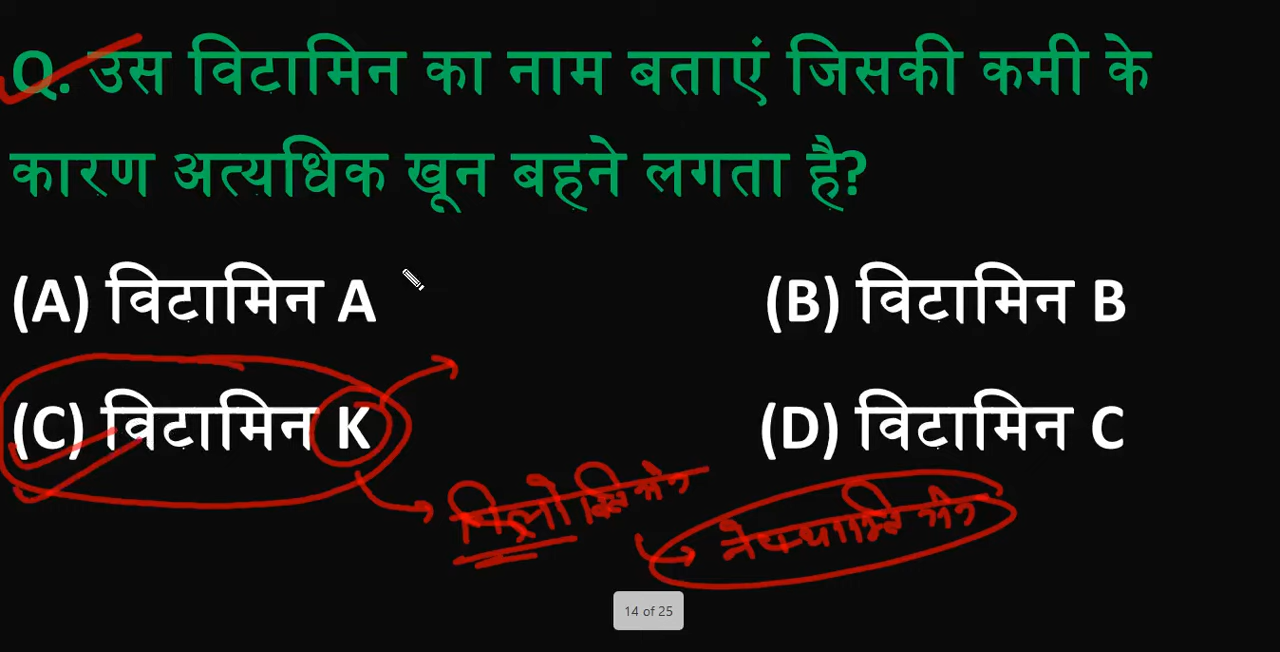 Q. उस विटामिन का नाम बताएं जिसकी कमी के
कारण अत्यधिक खून बहने लगता है?
(A) विटामिन A
(B) विटामिन B
(C) विटामिन K
(D) विटामिन C
14 of 25